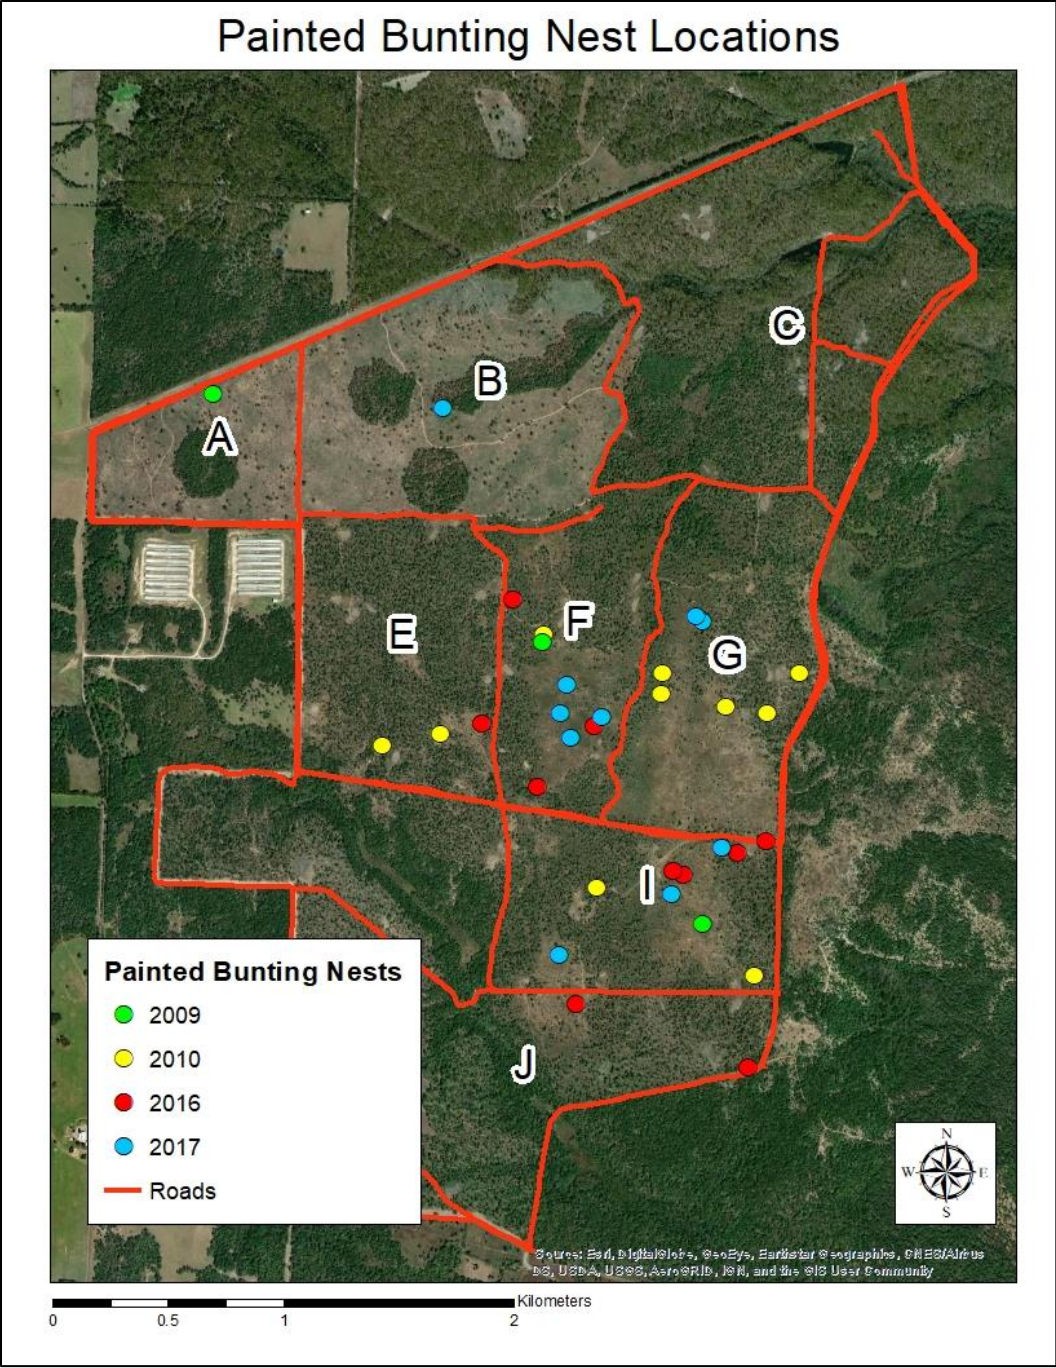 Painted Bunting Nest Locations
C
B
A
E
F
G
I
J
Painted Bunting Nests
2009
2010
2016
2017
Roads
N
W E
S
Source: Esri, DigitalGlobe, GeoEye, Earthstar Geographics, CNES/Airbus
DS, USDA, USGS, AeroGRID, IGN, and the GIS User Community
Kilometers
0 0.5 1 2